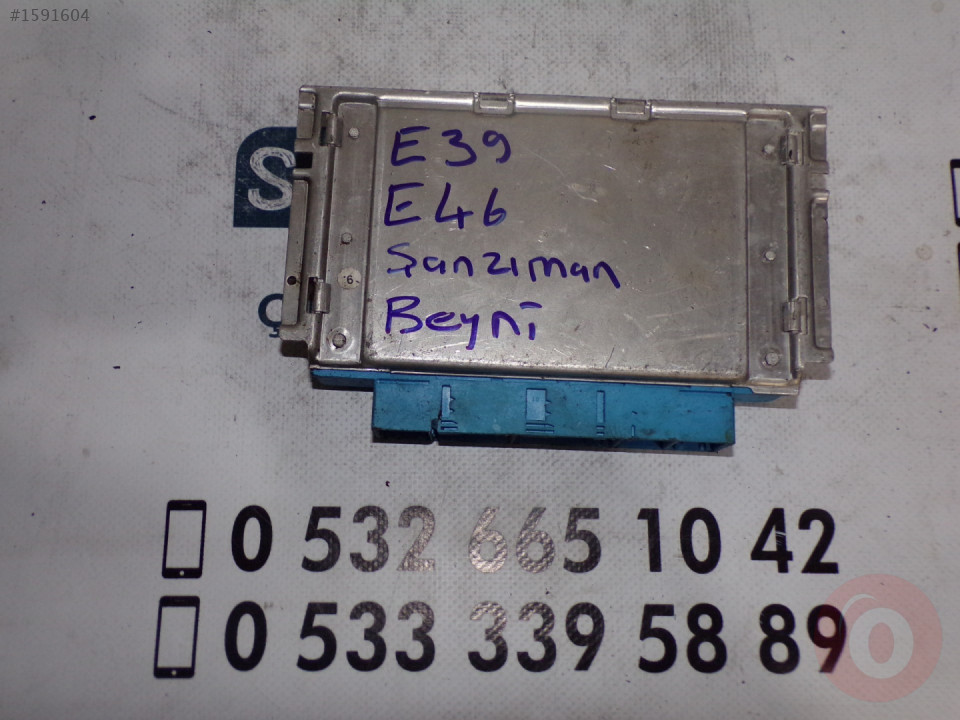 #1591604
S
E39
E46
Şanzıman
Beyni
Ç
0 532 665 10 42
0 533 339 58 89
O